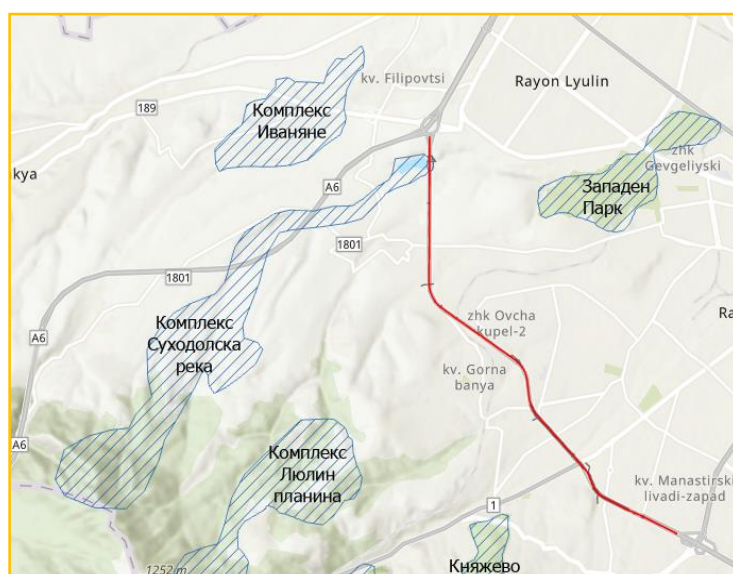 kv. Filipovtsi
Rayon Lyulin
189
Комплекс
Иваняне
zhk
Gevgeliyski
kya
A6
Западен
Парк
1801
1801
Комплекс
Суходолска
река
zhk Ovcha
kupel-2
Ra
A6
kv. Gorna
banya
A6
Комплекс
Люлин
планина
kv. Manastirski
livadi-zapad
1
1252 m
Княжево